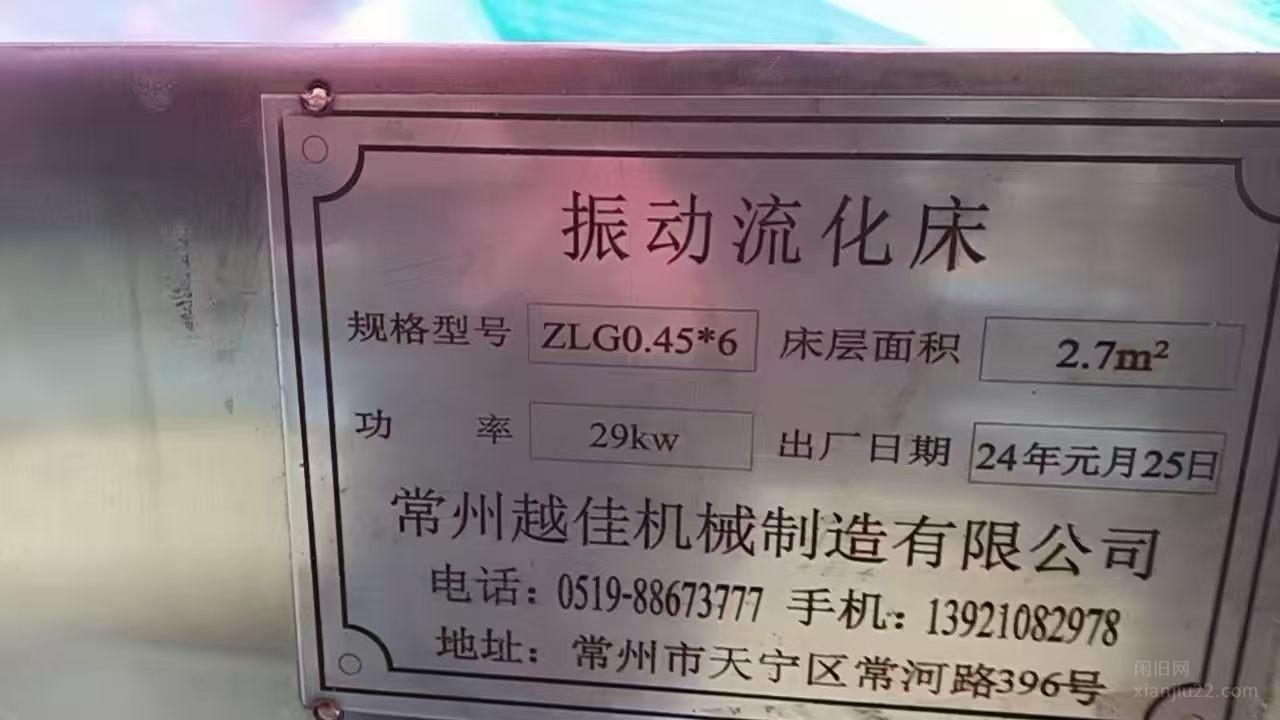 振动流化床
规格型号 ZLG0.45*6 床层面积 2.7m²
功 率 29kw 出厂日期 24年元月25日
常州越佳机械制造有限公司
电话：0519-88673777 手机：13921082978
地址：常州市天宁区常河路396号
闲旧网
xianjiu22.com